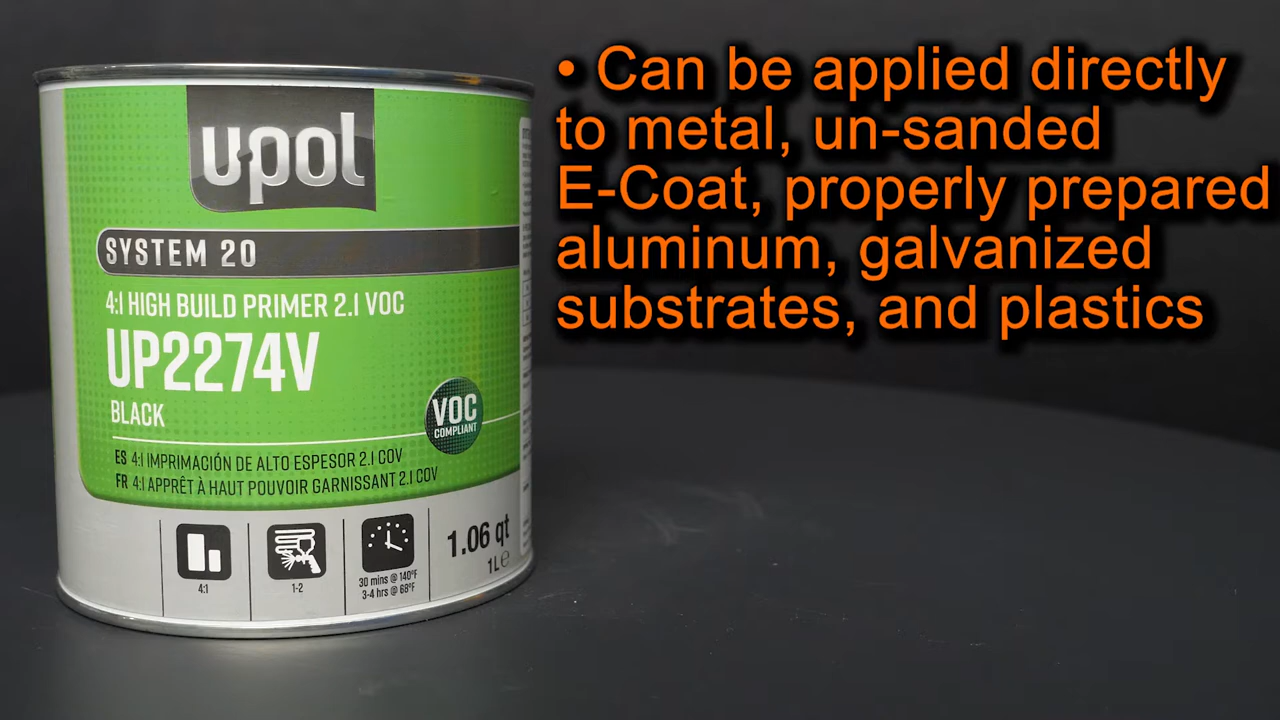 upol
SYSTEM 20
4:1 HIGH BUILD PRIMER 2.1 VOC
UP2274V
BLACK
VOC
COMPLIANT
ES 4:1 IMPRIMACIÓN DE ALTO ESPESOR 2.1 COV
FR 4:1 APPRÊT À HAUT POUVOIR GARNISSANT 2.1 COV
4:1
1-2
30 mins @ 140°F
3-4 hrs @ 68°F
1.06 qt
1L℮
• Can be applied directly
to metal, un-sanded
E-Coat, properly prepared
aluminum, galvanized
substrates, and plastics